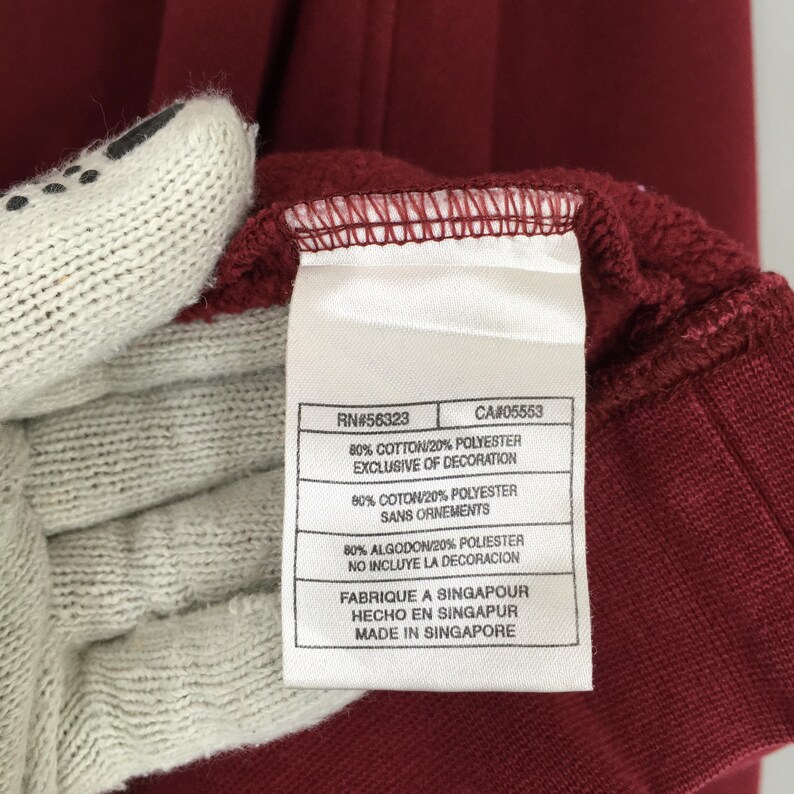 RN#56323 CA#05553
80% COTTON/20% POLYESTER
EXCLUSIVE OF DECORATION
80% COTON/20% POLYESTER
SANS ORNEMENTS
80% ALGODON/20% POLIESTER
NO INCLUYE LA DECORACION
FABRIQUE A SINGAPOUR
HECHO EN SINGAPUR
MADE IN SINGAPORE